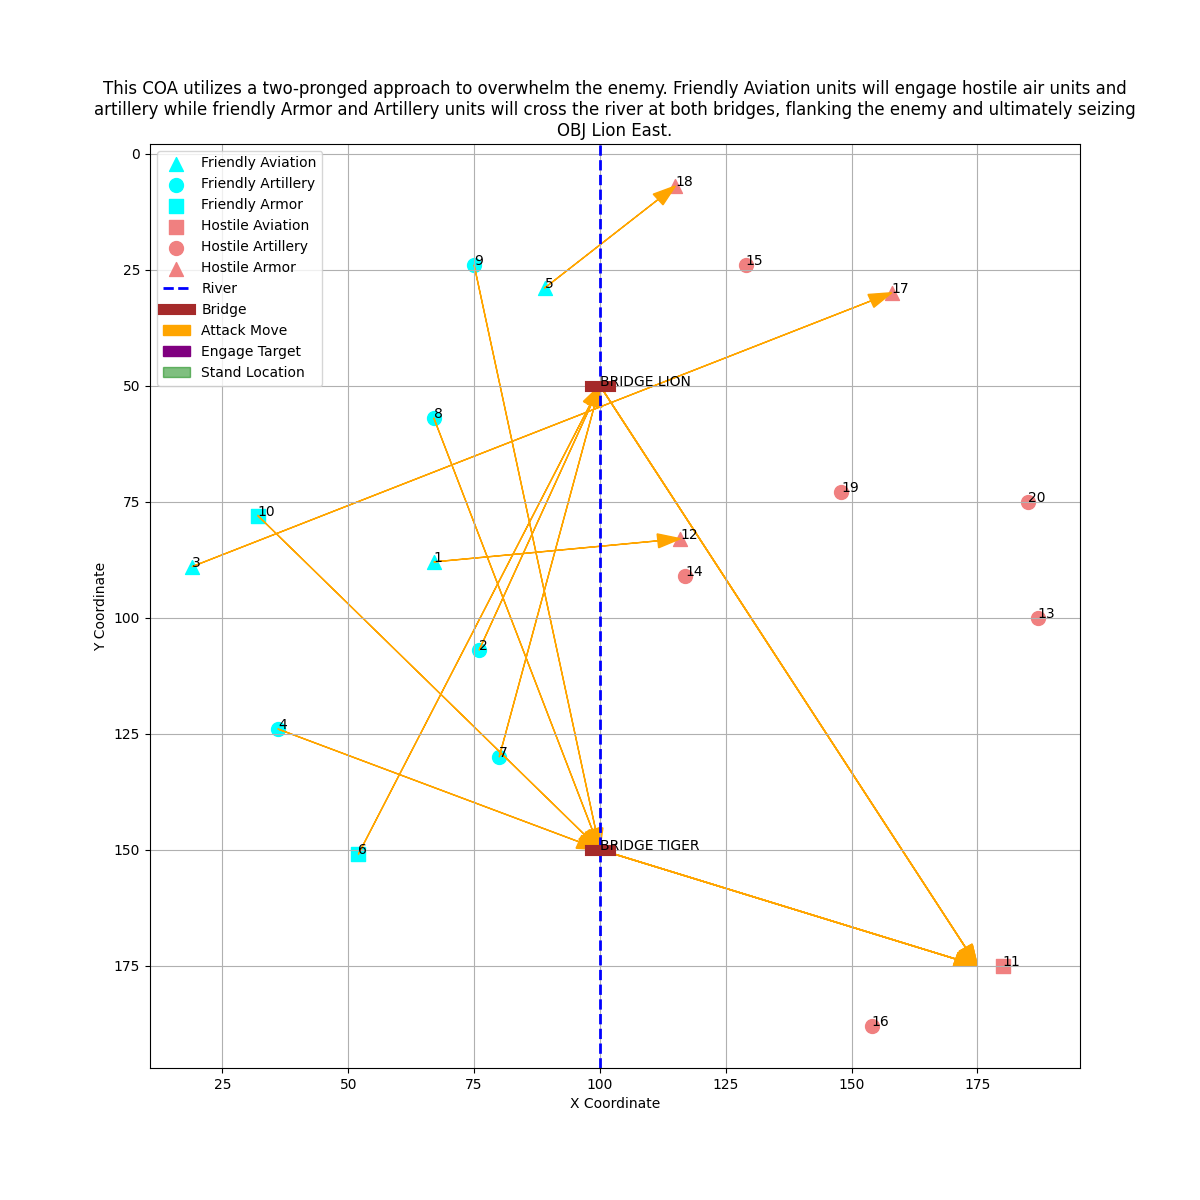 This COA utilizes a two-pronged approach to overwhelm the enemy. Friendly Aviation units will engage hostile air units and
artillery while friendly Armor and Artillery units will cross the river at both bridges, flanking the enemy and ultimately seizing
OBJ Lion East.
Friendly Aviation
Friendly Artillery
Friendly Armor
Hostile Aviation
Hostile Artillery
Hostile Armor
River
Bridge
Attack Move
Engage Target
Stand Location
18
9
15
5
17
BRIDGE LION
8
19
20
10
12
1
3
14
13
2
4
7
BRIDGE TIGER
6
11
16
0
25
50
75
100
125
150
175
Y Coordinate
25
50
75
100
125
150
175
X Coordinate